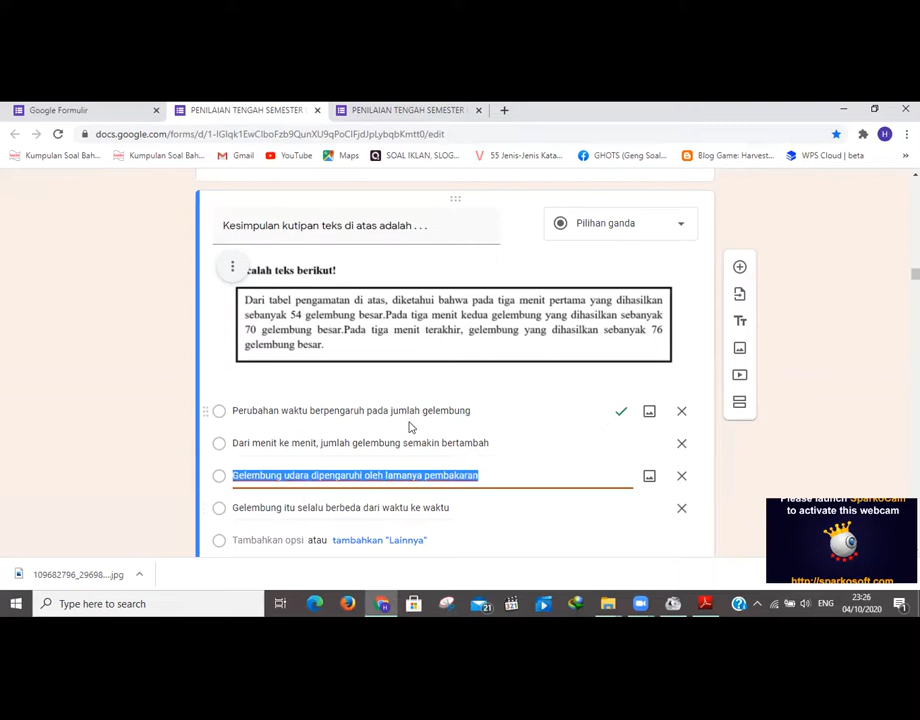 Google Formulir
PENILAIAN TENGAH SEMESTER
PENILAIAN TENGAH SEMESTER
docs.google.com/forms/d/1-IGIqk1EwCIboFzb9QunXU9qPoCIFjdJpLybqbKmtt0/edit
H
Kumpulan Soal Bah...
Kumpulan Soal Bah...
Gmail
YouTube
Maps
SOAL IKLAN, SLOG...
55 Jenis-Jenis Kata...
GHOTS (Geng Soal...
Blog Game: Harvest...
WPS Cloud | beta
Kesimpulan kutipan teks di atas adalah . . .
Pilihan ganda
calah teks berikut!
Dari tabel pengamatan di atas, diketahui bahwa pada tiga menit pertama yang dihasilkan
sebanyak 54 gelembung besar.Pada tiga menit kedua gelembung yang dihasilkan sebanyak
70 gelembung besar.Pada tiga menit terakhir, gelembung yang dihasilkan sebanyak 76
gelembung besar.
Perubahan waktu berpengaruh pada jumlah gelembung
Dari menit ke menit, jumlah gelembung semakin bertambah
Gelembung udara dipengaruhi oleh lamanya pembakaran
Gelembung itu selalu berbeda dari waktu ke waktu
Tambahkan opsi atau tambahkan "Lainnya"
Please launch SparkoCam
to activate this webcam
http://sparkosoft.com
109682796_29698....jpg
Type here to search
21
321
ENG
23:26
04/10/2020
1